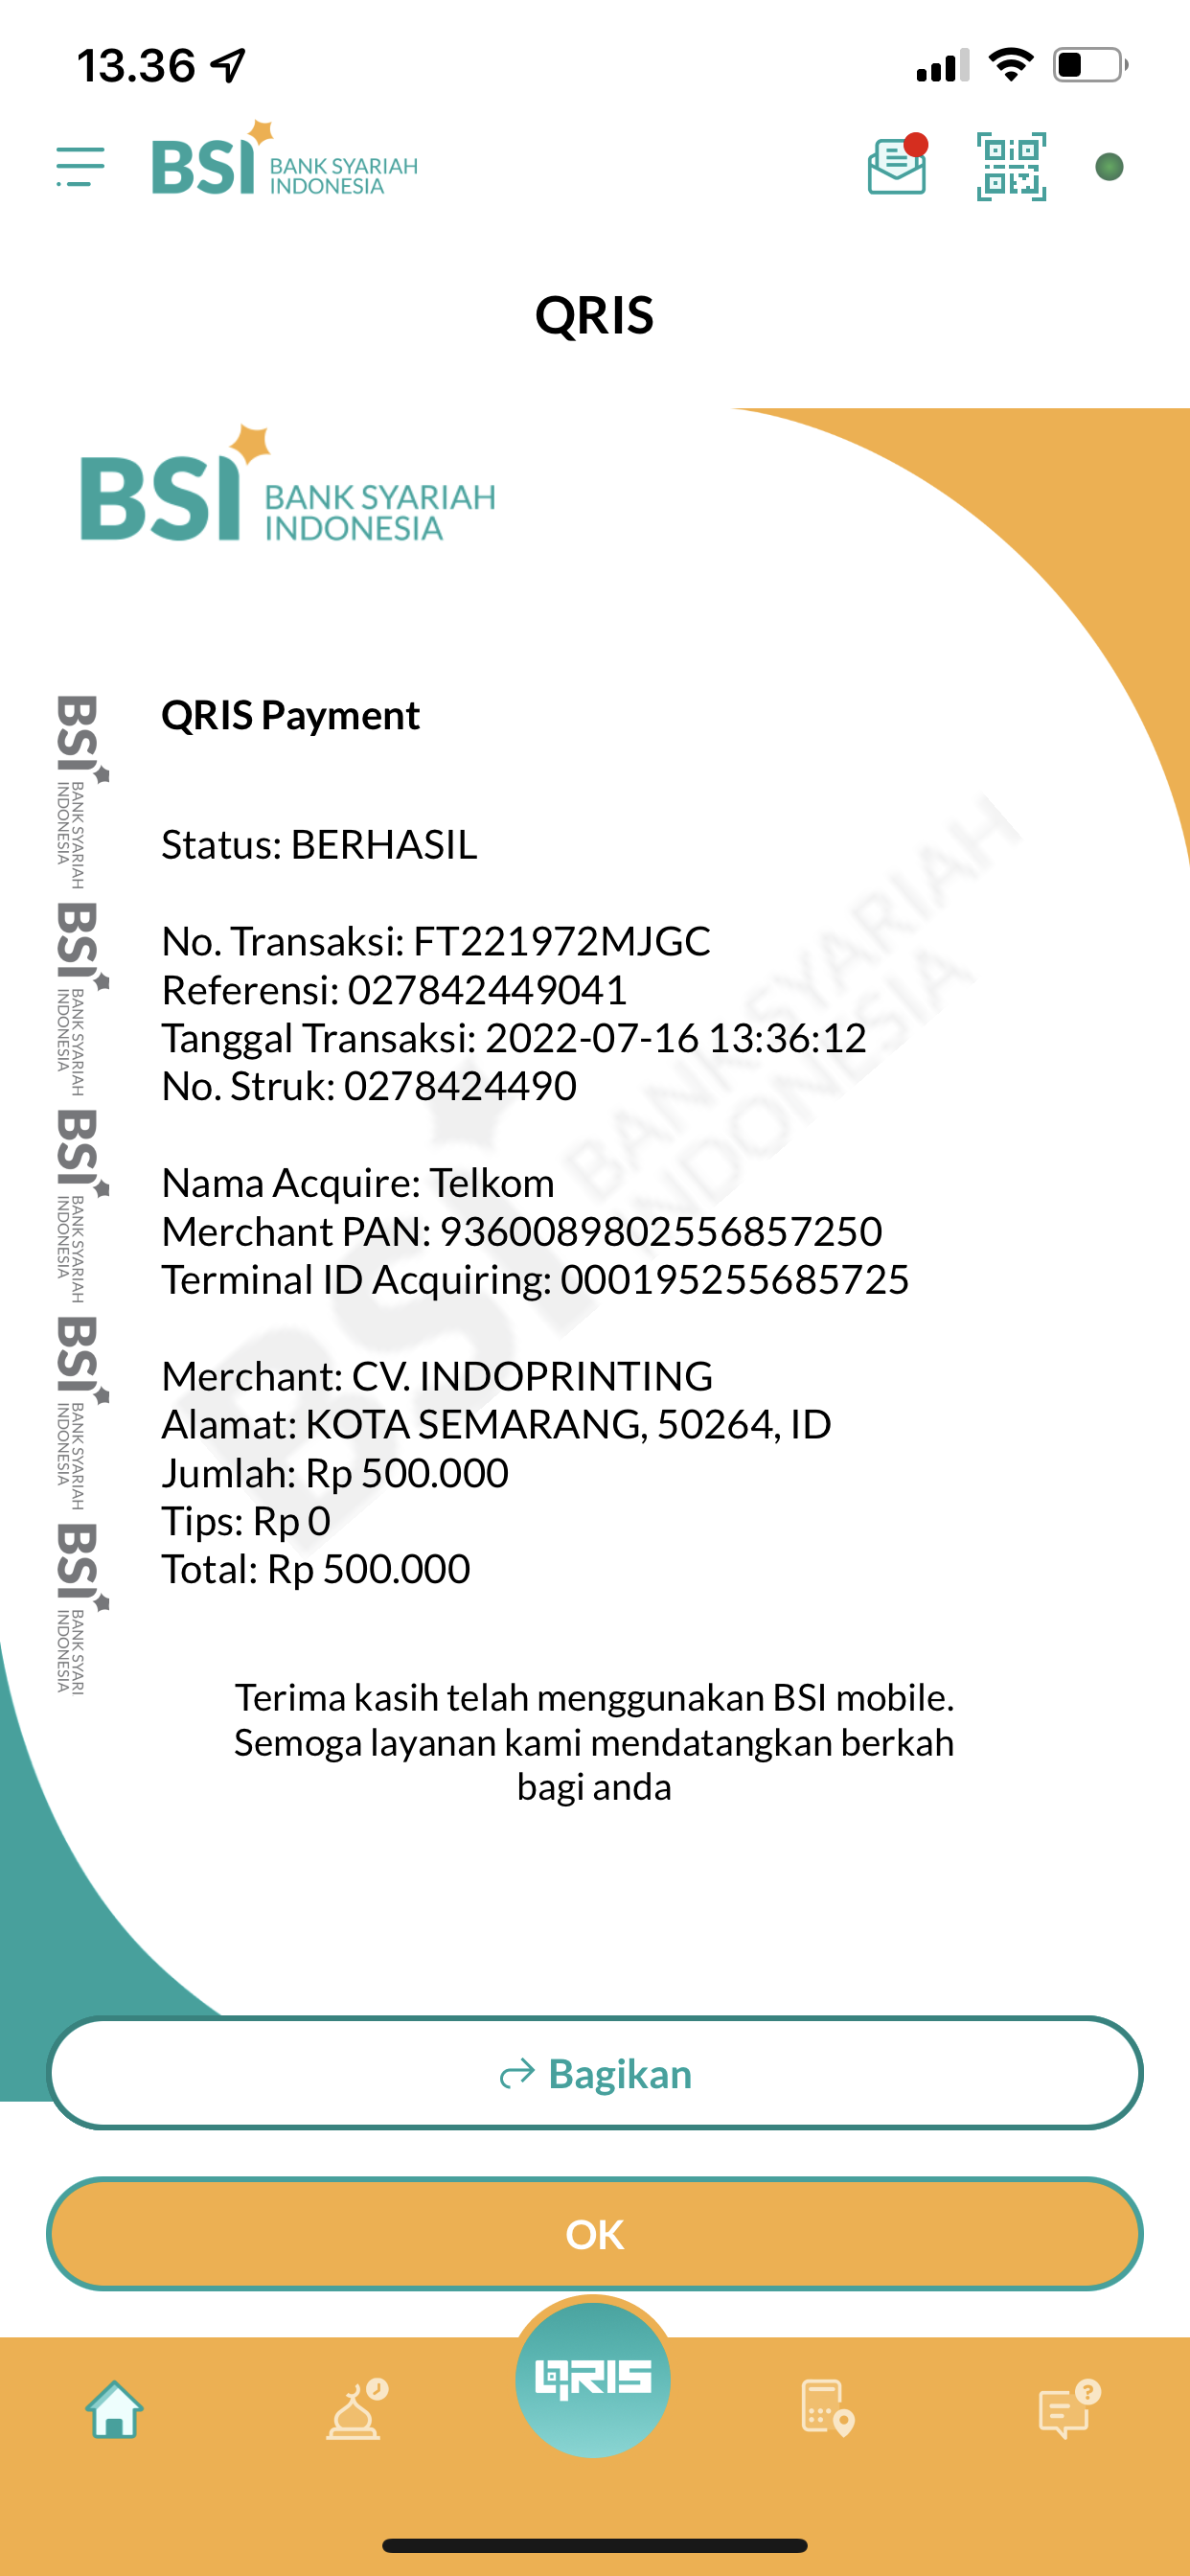 13.36
BSI BANK SYARIAH
INDONESIA
QRIS
BSI BANK SYARIAH
INDONESIA
QRIS Payment
Status: BERHASIL
No. Transaksi: FT221972MJGC
Referensi: 027842449041
Tanggal Transaksi: 2022-07-16 13:36:12
No. Struk: 0278424490
Nama Acquire: Telkom
Merchant PAN: 9360089802556857250
Terminal ID Acquiring: 000195255685725
Merchant: CV. INDOPRINTING
Alamat: KOTA SEMARANG, 50264, ID
Jumlah: Rp 500.000
Tips: Rp 0
Total: Rp 500.000
BSI BANK SYARIAH
INDONESIA
BSI BANK SYARIAH
INDONESIA
BSI BANK SYARIAH
INDONESIA
BSI BANK SYARIAH
INDONESIA
BSI BANK SYARI
INDONESIA
BSI BANK SYARIAH
INDONESIA
Terima kasih telah menggunakan BSI mobile.
Semoga layanan kami mendatangkan berkah
bagi anda
Bagikan
OK
QRIS